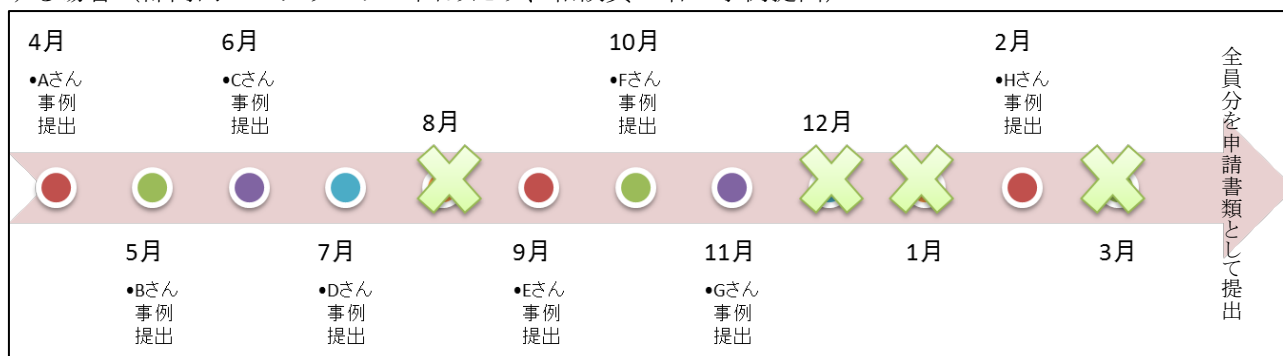 4月
•Aさん
事例
提出
5月
•Bさん
事例
提出
6月
•Cさん
事例
提出
7月
•Dさん
事例
提出
8月
9月
•Eさん
事例
提出
10月
•Fさん
事例
提出
11月
•Gさん
事例
提出
12月
1月
2月
•Hさん
事例
提出
3月
全員分を申請書類として提出